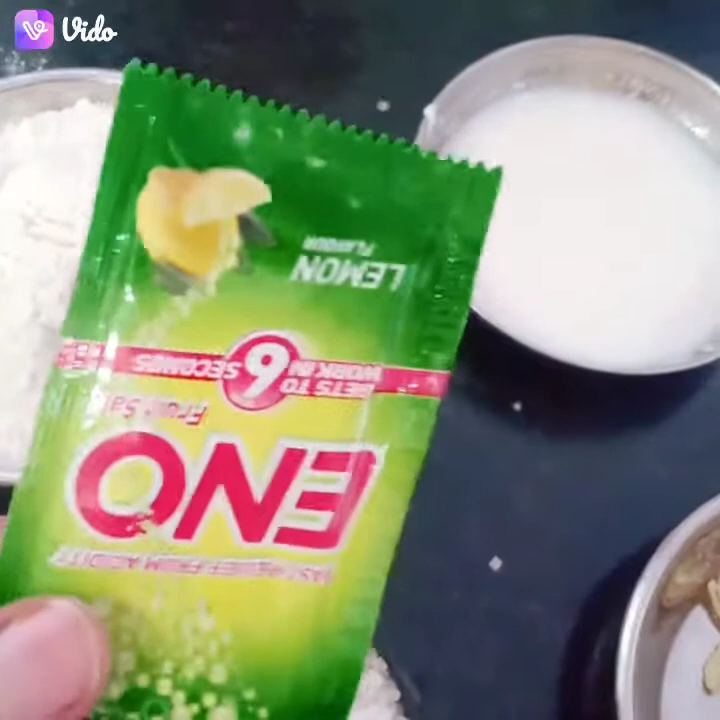 Vido
FAST RELIEF FROM ACIDITY
ENO
Fruit Salt
GETS TO WORK IN 6 SECONDS
LEMON
FLAVOUR